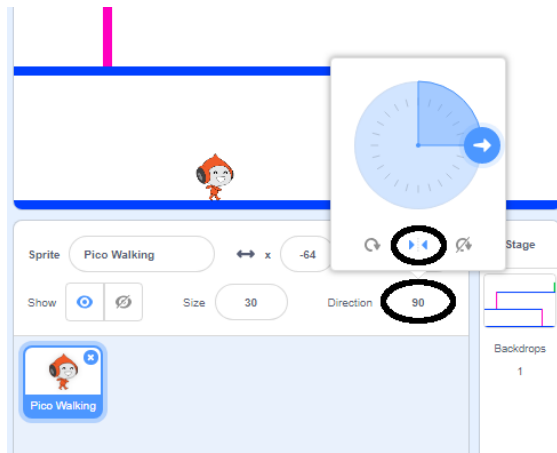 Sprite Pico Walking x -64
Show Size 30 Direction 90
Pico Walking
Stage
Backdrops
1